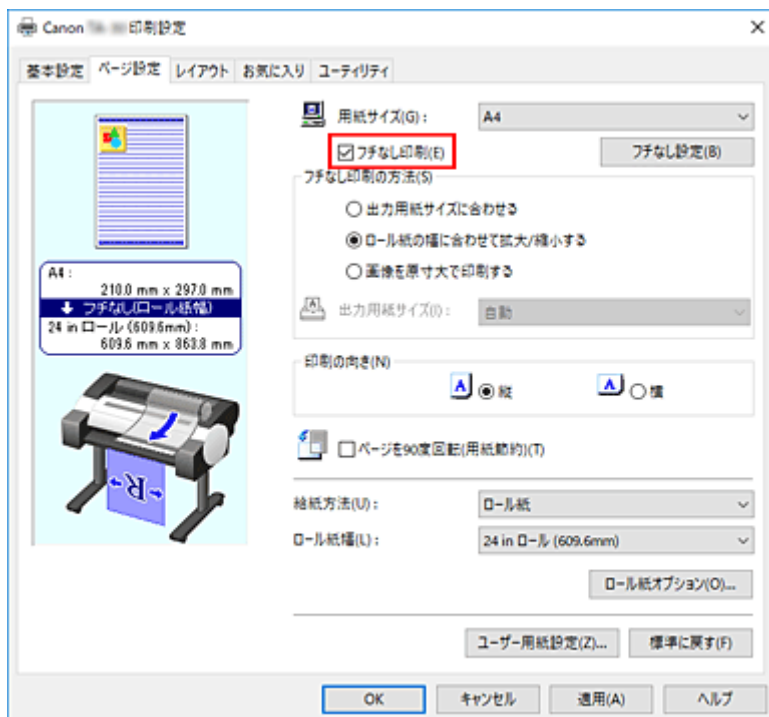 Canon 印刷設定
基本設定 ページ設定 レイアウト お気に入り ユーティリティ
用紙サイズ(G): A4
フチなし印刷(E) フチなし設定(B)
フチなし印刷の方法(S)
出力用紙サイズに合わせる
ロール紙の幅に合わせて拡大/縮小する
画像を原寸大で印刷する
出力用紙サイズ(I): 自動
A4 :
210.0 mm x 297.0 mm
フチなし(ロール紙幅)
24 in ロール (609.6mm) :
609.6 mm x 863.8 mm
印刷の向き(N)
A 縦 A 横
ページを90度回転(用紙節約)(T)
R
給紙方法(U): ロール紙
ロール紙幅(L): 24 in ロール (609.6mm)
ロール紙オプション(O)...
ユーザー用紙設定(Z)... 標準に戻す(F)
OK キャンセル 適用(A) ヘルプ